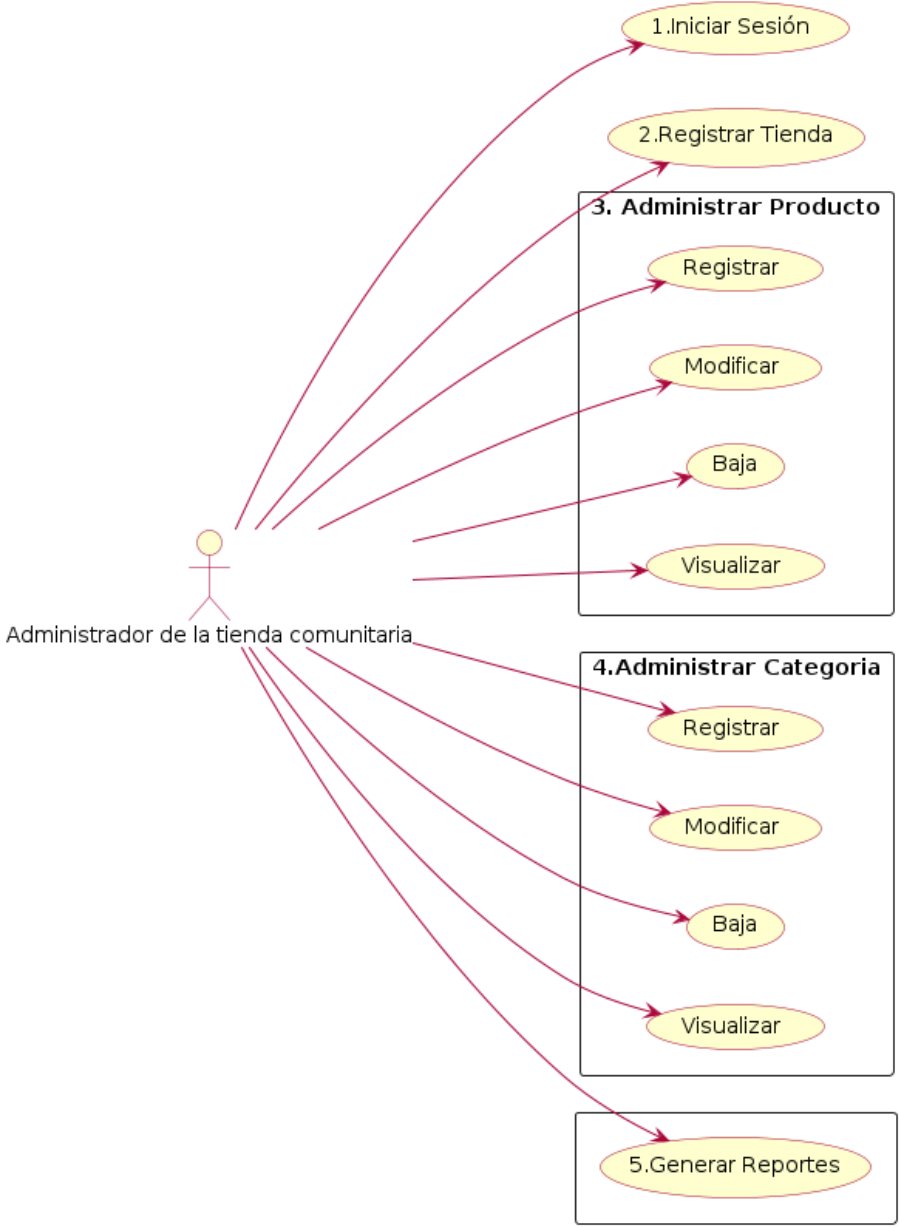 1.Iniciar Sesión
2.Registrar Tienda
3. Administrar Producto
Registrar
Modificar
Baja
Visualizar
Administrador de la tienda comunitaria
4.Administrar Categoria
Registrar
Modificar
Baja
Visualizar
5.Generar Reportes